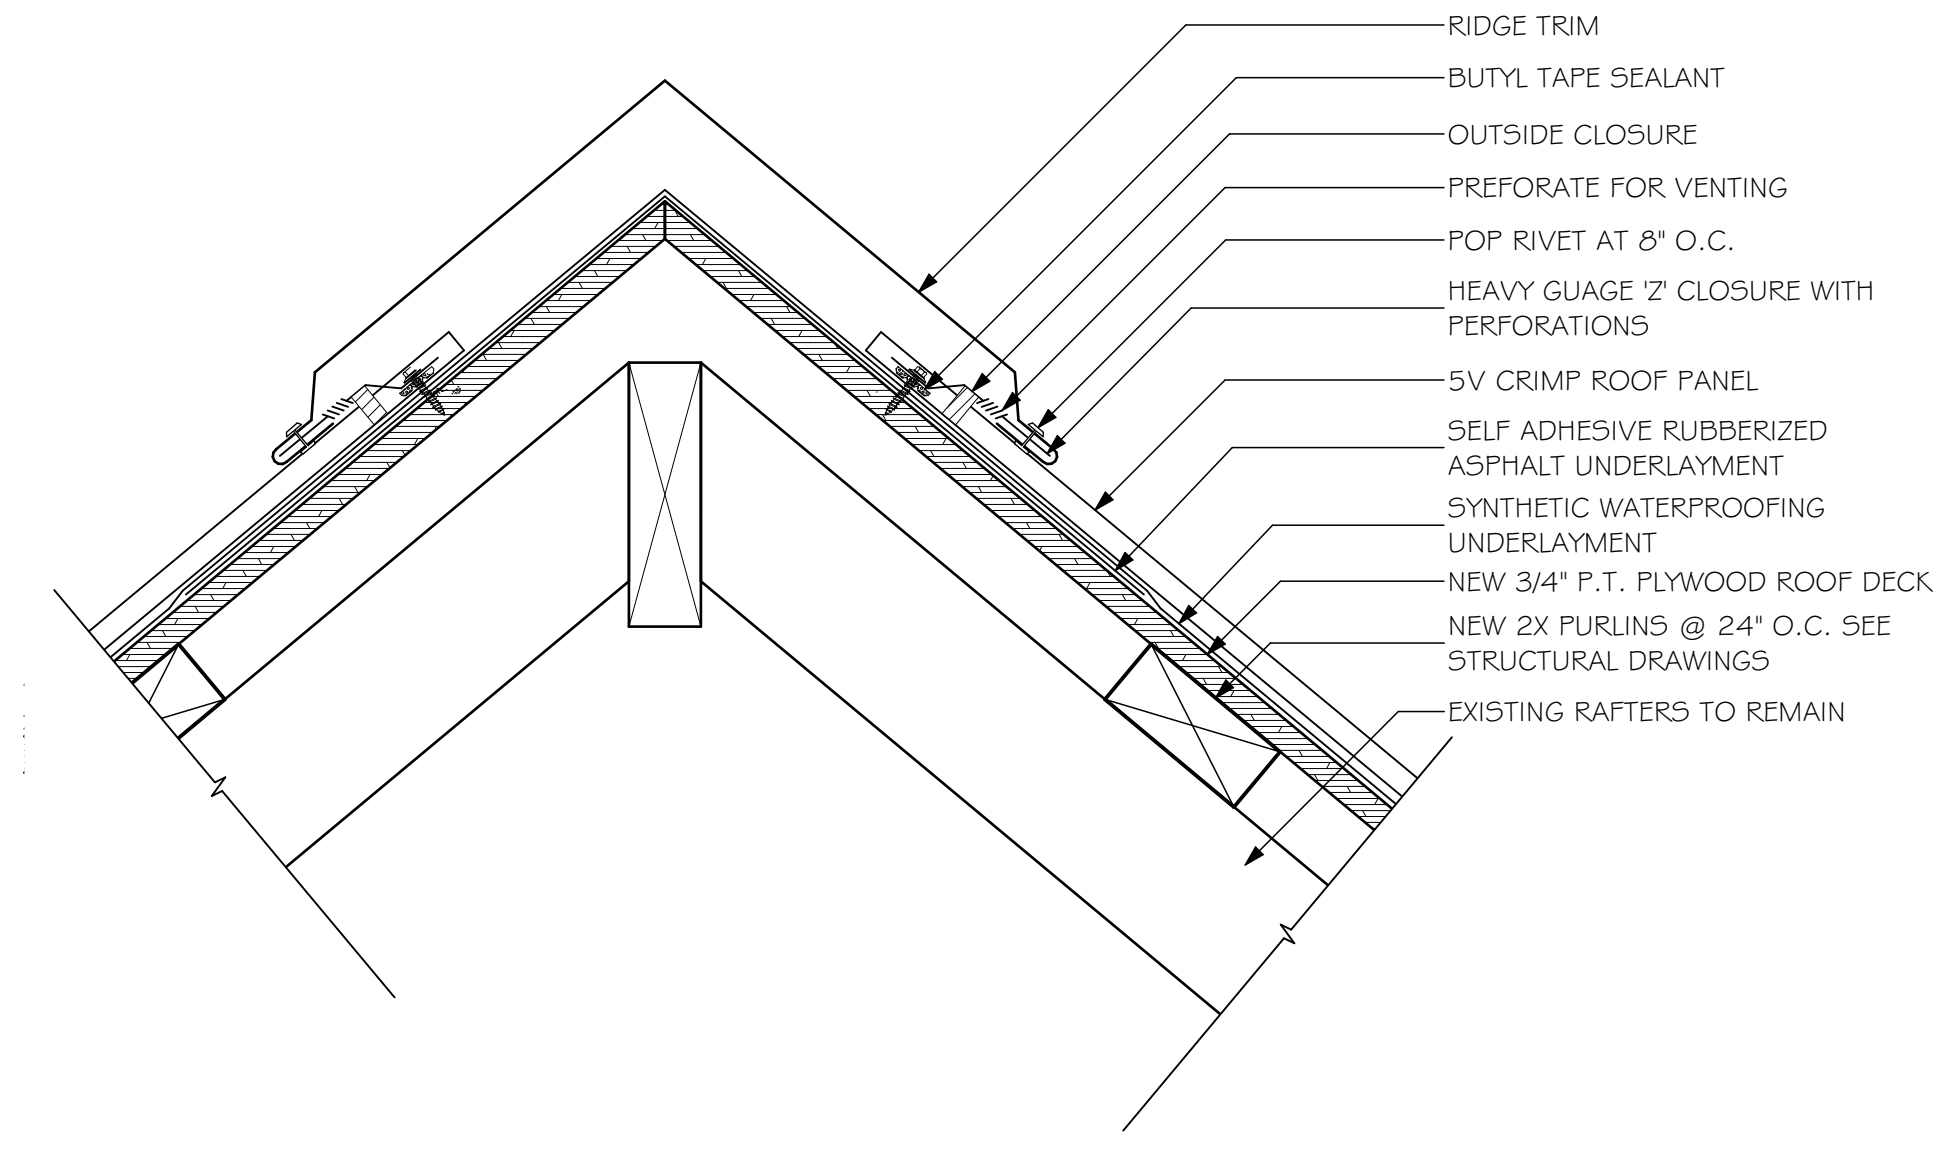 RIDGE TRIM
BUTYL TAPE SEALANT
OUTSIDE CLOSURE
PREFORATE FOR VENTING
POP RIVET AT 8" O.C.
HEAVY GUAGE 'Z' CLOSURE WITH
PERFORATIONS
5V CRIMP ROOF PANEL
SELF ADHESIVE RUBBERIZED
ASPHALT UNDERLAYMENT
SYNTHETIC WATERPROOFING
UNDERLAYMENT
NEW 3/4" P.T. PLYWOOD ROOF DECK
NEW 2X PURLINS @ 24" O.C. SEE
STRUCTURAL DRAWINGS
EXISTING RAFTERS TO REMAIN